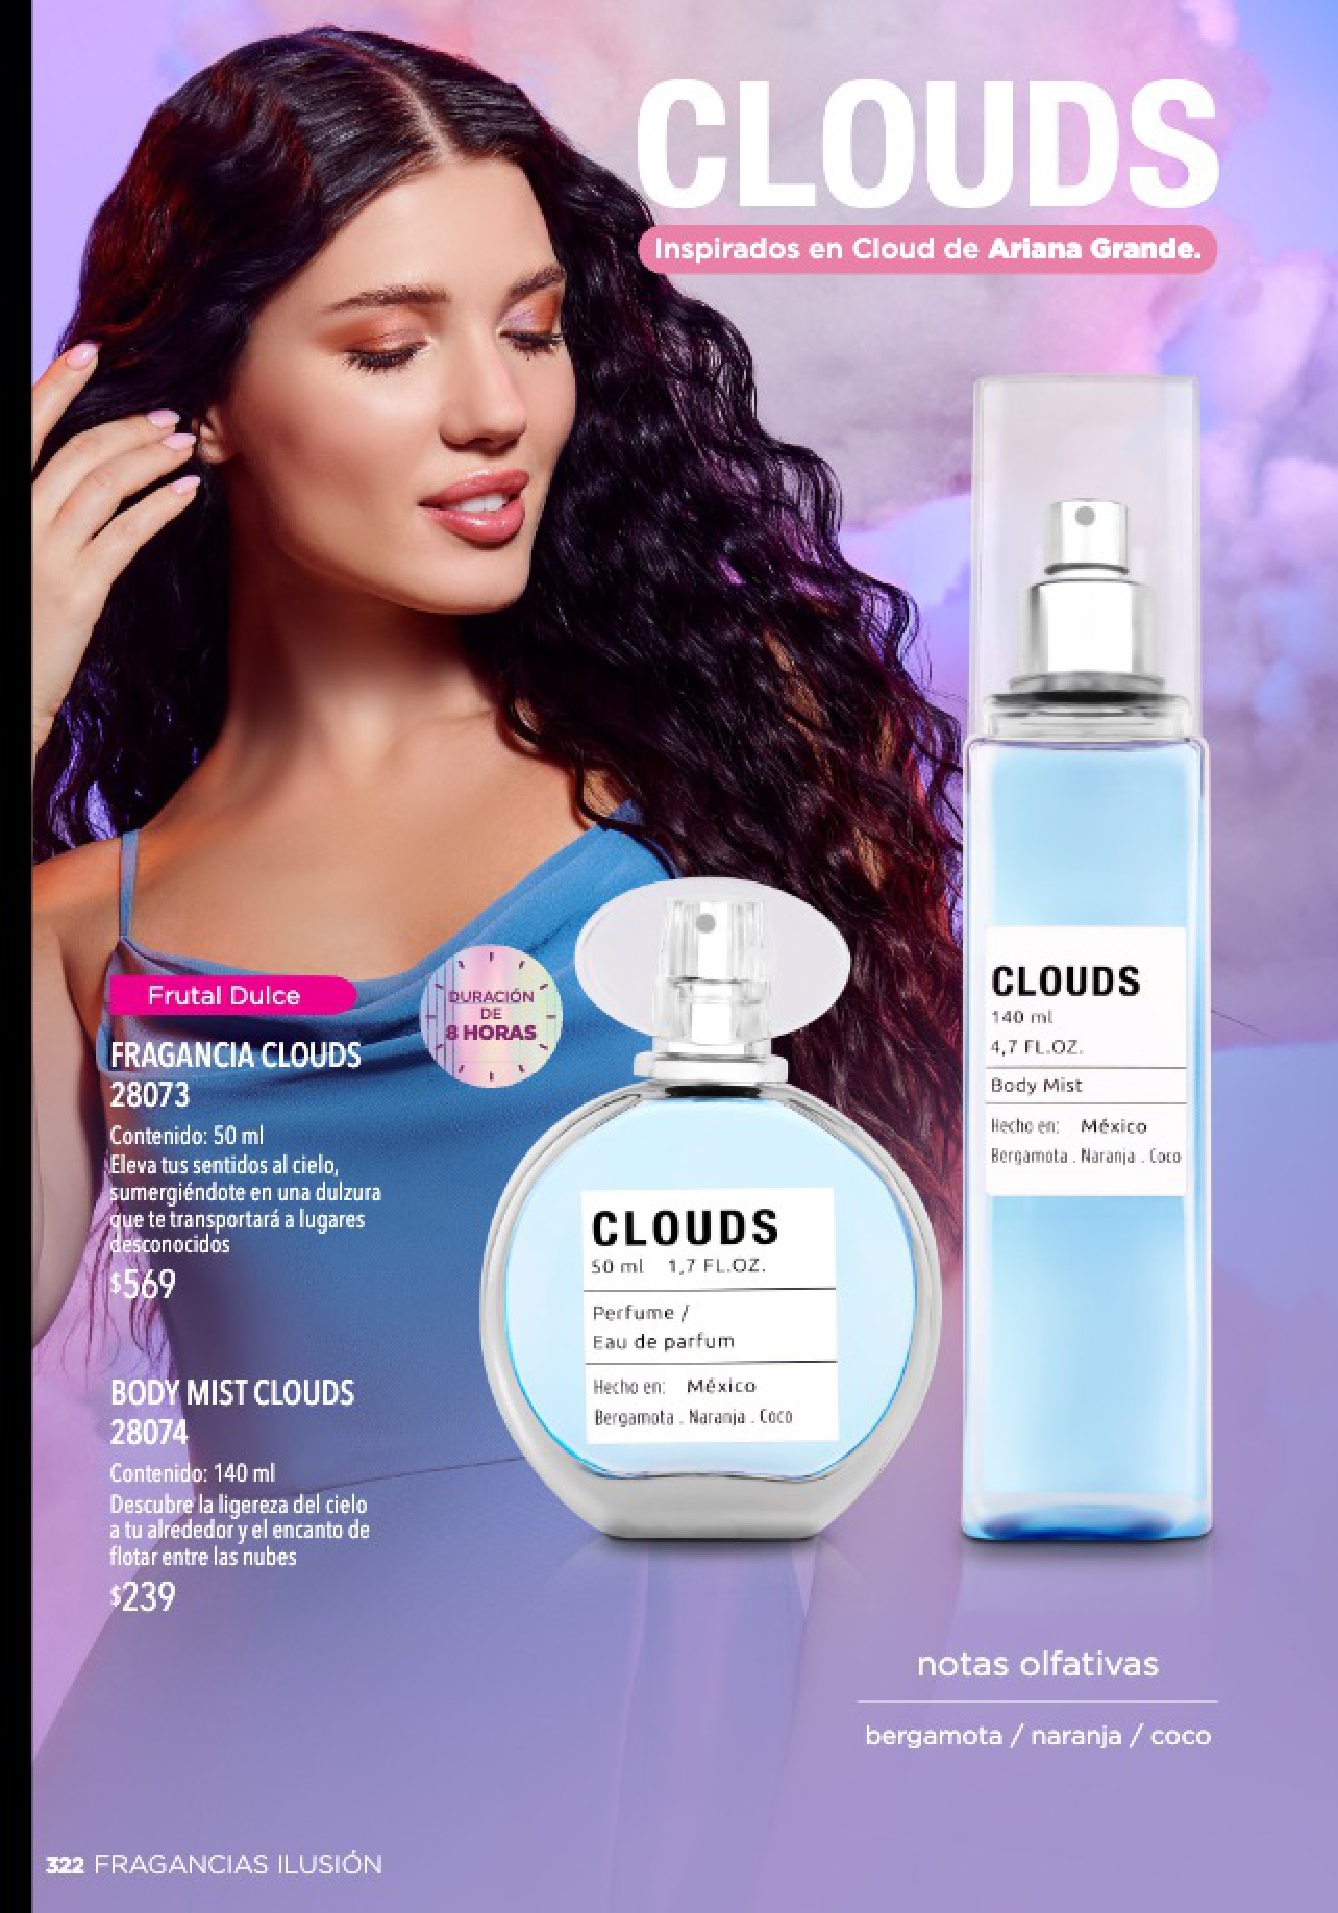 CLOUDS
Inspirados en Cloud de Ariana Grande.
Frutal Dulce
FRAGANCIA CLOUDS
28073
Contenido: 50 ml
Eleva tus sentidos al cielo,
sumergiéndote en una dulzura
que te transportará a lugares
desconocidos
$569
BODY MIST CLOUDS
28074
Contenido: 140 ml
Descubre la ligereza del cielo
a tu alrededor y el encanto de
flotar entre las nubes
$239
DURACIÓN
DE
8 HORAS
CLOUDS
50 ml 1,7 FL.OZ.
Perfume /
Eau de parfum
Hecho en: México
Bergamota . Naranja . Coco
CLOUDS
140 ml
4,7 FL.OZ.
Body Mist
Hecho en: México
Bergamota . Naranja . Coco
notas olfativas
bergamota / naranja / coco
322 FRAGANCIAS ILUSIÓN